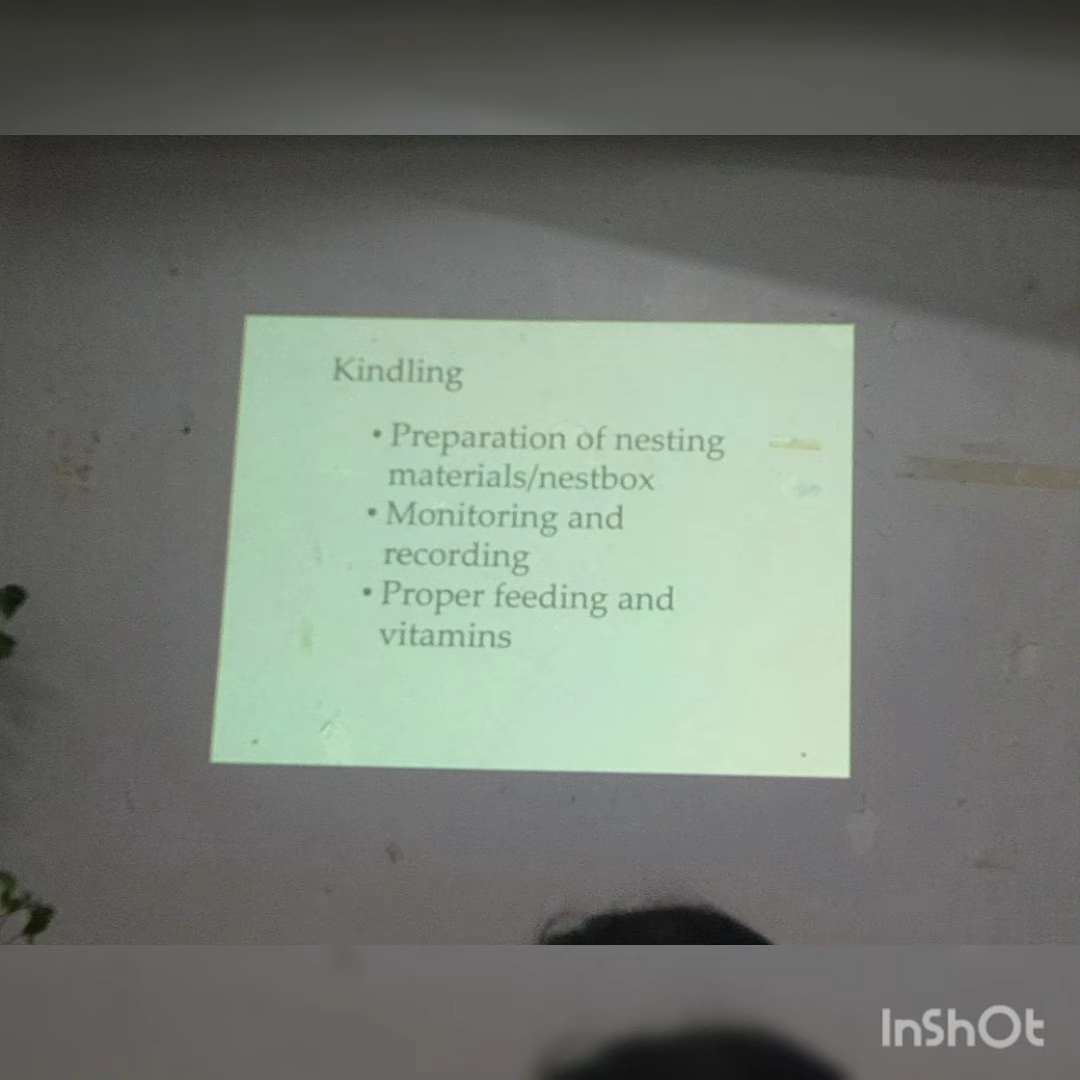 Kindling
• Preparation of nesting
materials/nestbox
• Monitoring and
recording
• Proper feeding and
vitamins
InShOt